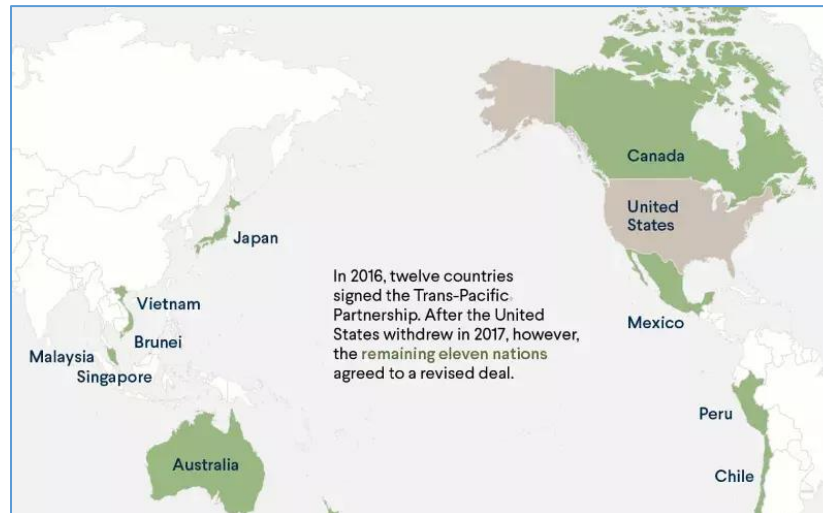 Canada
United
States
Japan
In 2016, twelve countries
signed the Trans-Pacific
Partnership. After the United
States withdrew in 2017, however,
the remaining eleven nations
agreed to a revised deal.
Vietnam
Brunei
Malaysia
Singapore
Mexico
Peru
Australia
Chile